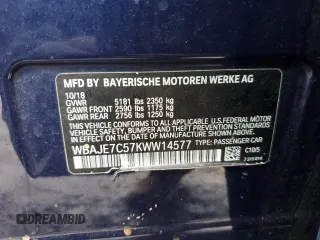 MFD BY BAYERISCHE MOTOREN WERKE AG
10/18
GVWR 5181 lbs 2350 kg
GAWR FRONT 2590 lbs 1175 kg
GAWR REAR 2756 lbs 1250 kg
THIS VEHICLE CONFORMS TO ALL APPLICABLE U.S. FEDERAL
MOTOR VEHICLE SAFETY, BUMPER, AND THEFT PREVENTION STANDARDS
IN EFFECT ON THE DATE OF MANUFACTURE SHOWN ABOVE.
WBAJE7C57KWW14577 TYPE: PASSENGER CAR
C10/5
DREAMBID